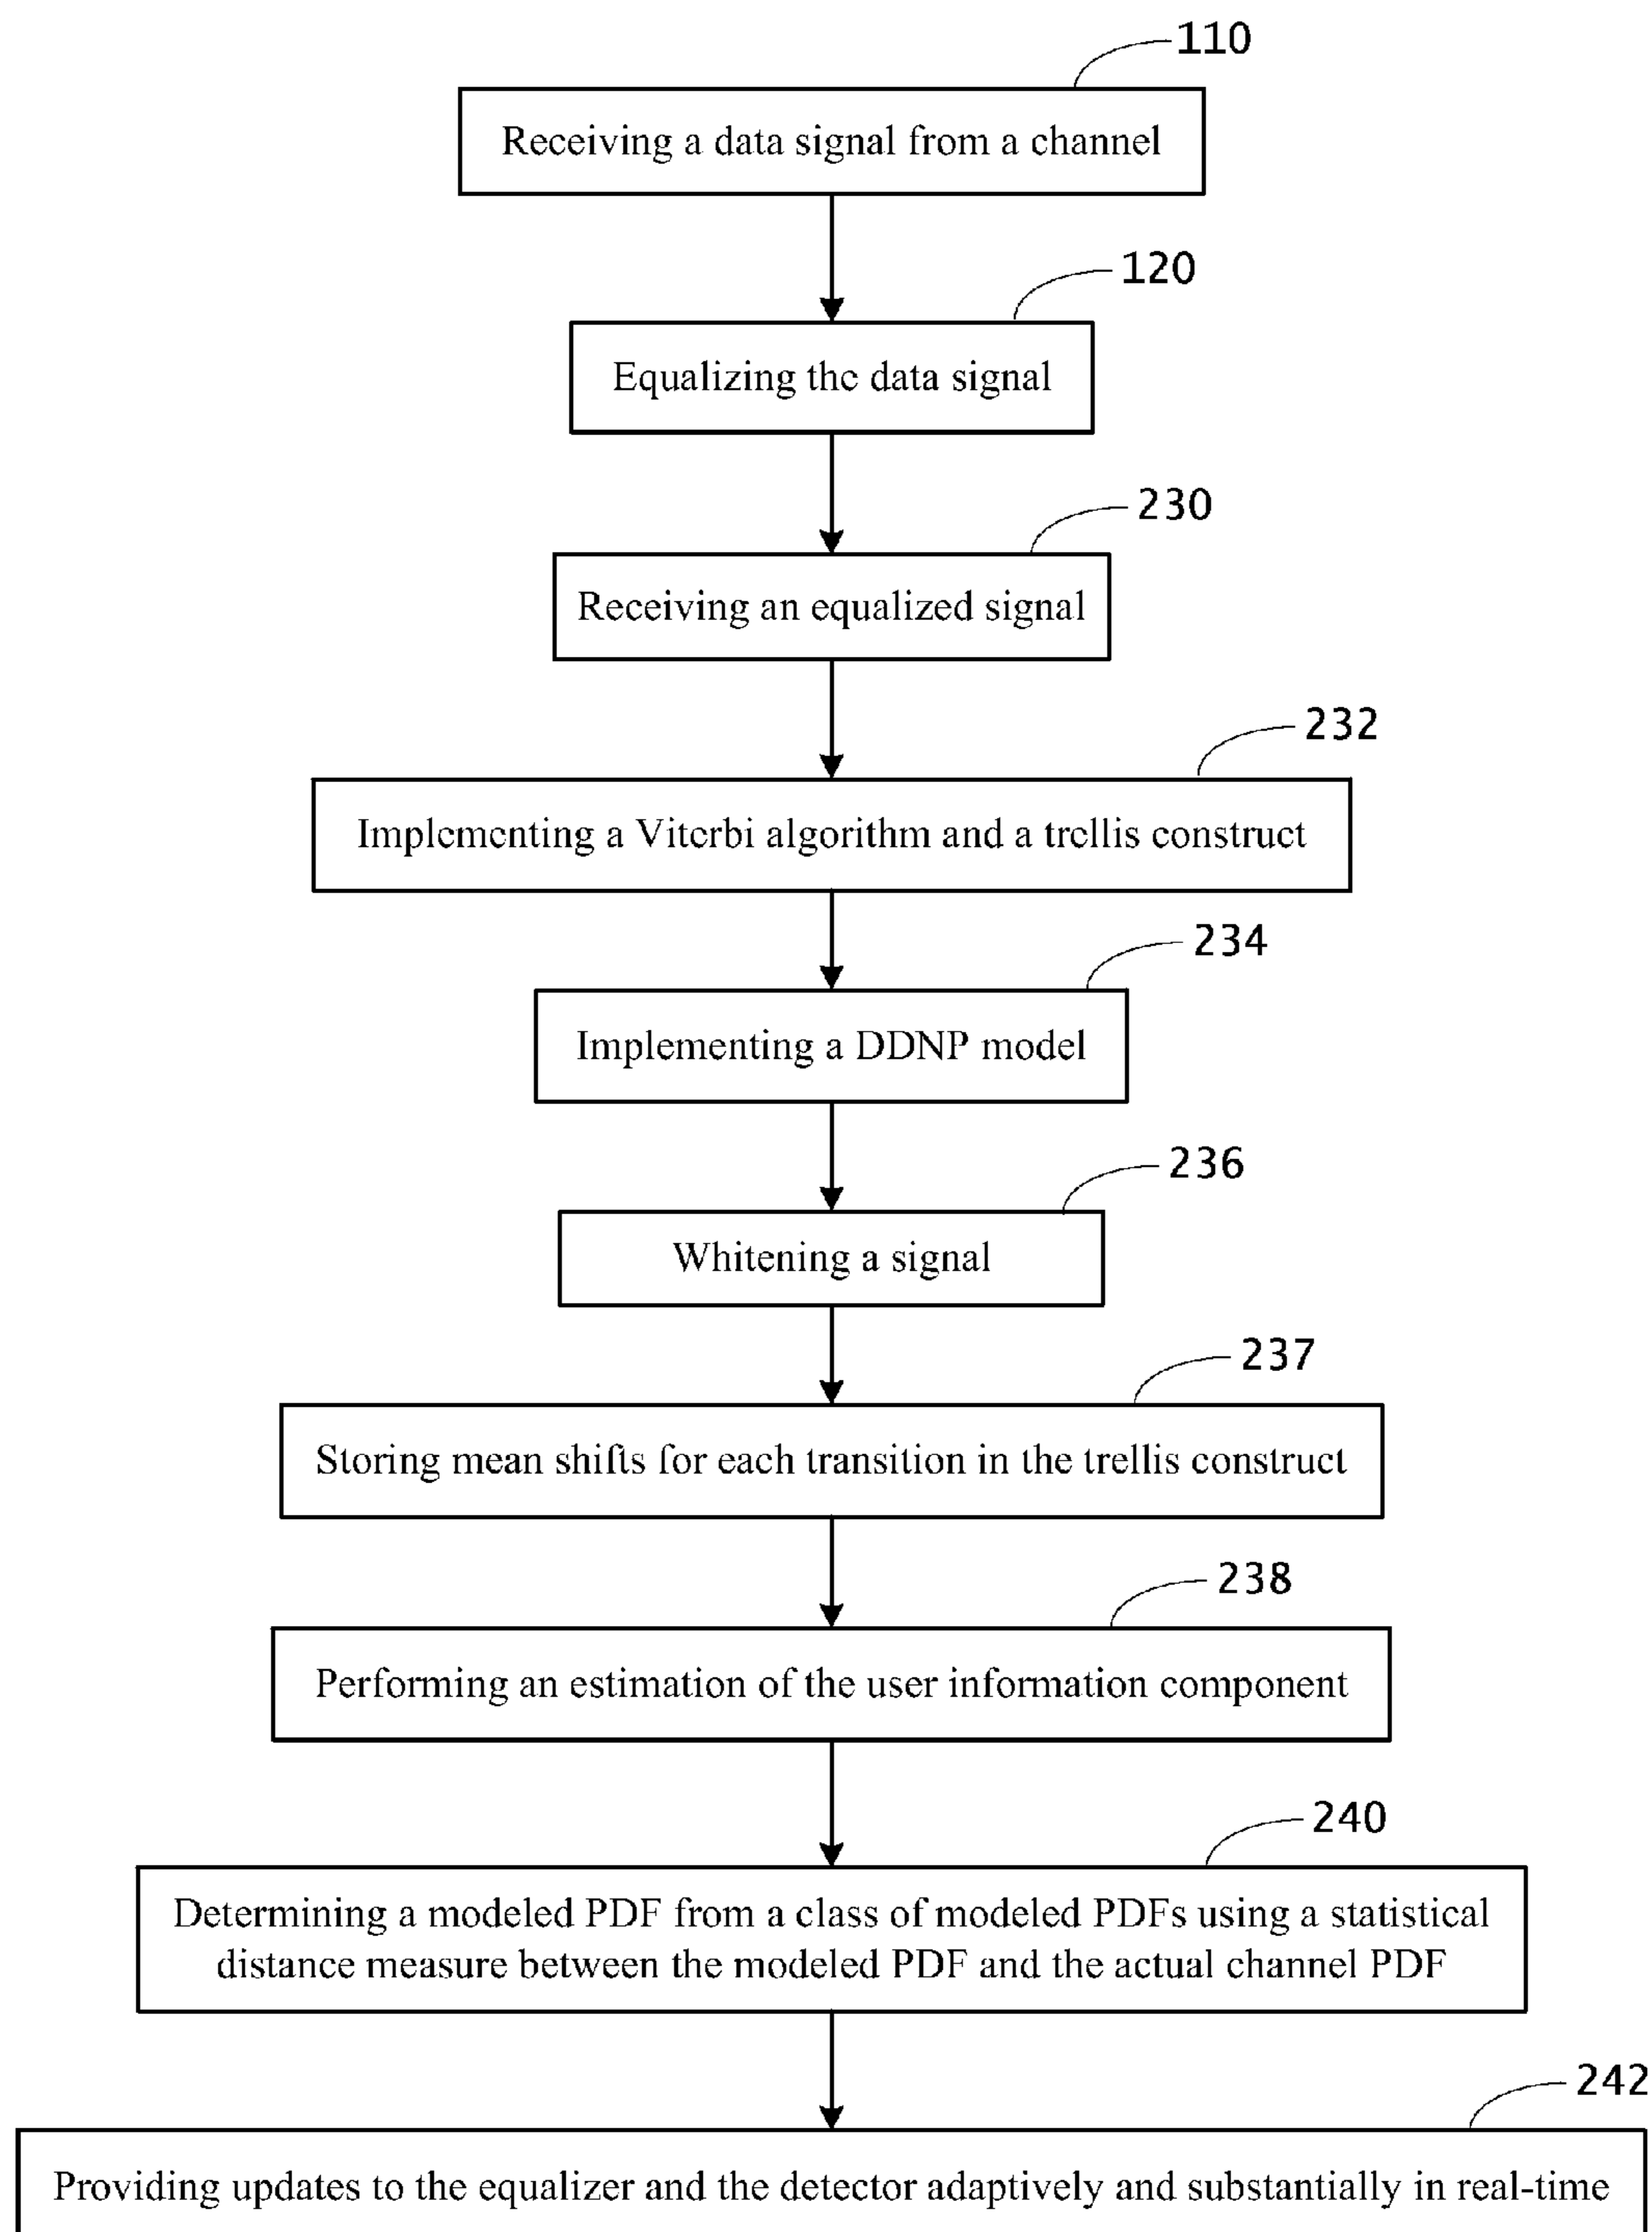 110
Receiving a data signal from a channel
120
Equalizing the data signal
230
Receiving an equalized signal
232
Implementing a Viterbi algorithm and a trellis construct
234
Implementing a DDNP model
236
Whitening a signal
237
Storing mean shifts for each transition in the trellis construct
238
Performing an estimation of the user information component
240
Determining a modeled PDF from a class of modeled PDFs using a statistical
distance measure between the modeled PDF and the actual channel PDF
242
Providing updates to the equalizer and the detector adaptively and substantially in real-time